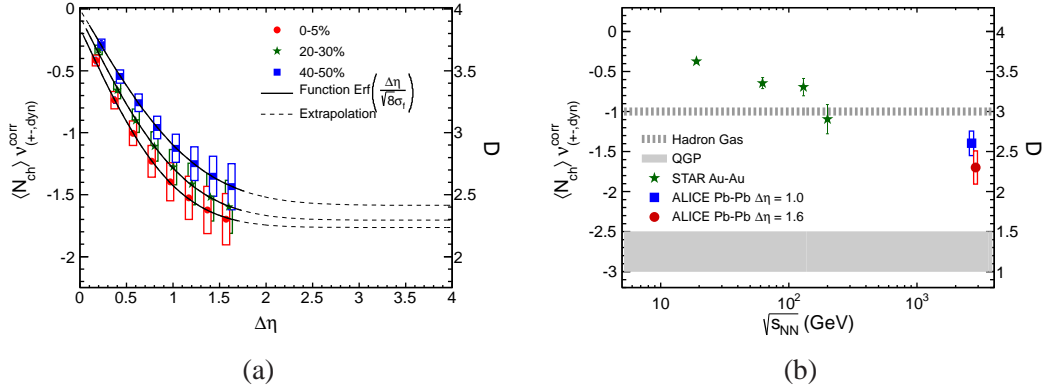 ⟨N_ch⟩ ν^corr_(+-,dyn)
0
-0.5
-1
-1.5
-2
0 0.5 1 1.5 2 2.5 3 3.5 4
Δη
4
3.5
3
2.5
2
D
0-5%
20-30%
40-50%
Function Erf(Δη/√8σ_f)
Extrapolation
(a)
⟨N_ch⟩ ν^corr_(+-,dyn)
0
-0.5
-1
-1.5
-2
-2.5
-3
10 10^2 10^3
√s_NN (GeV)
4
3.5
3
2.5
2
1.5
1
D
Hadron Gas
QGP
STAR Au-Au
ALICE Pb-Pb Δη = 1.0
ALICE Pb-Pb Δη = 1.6
(b)